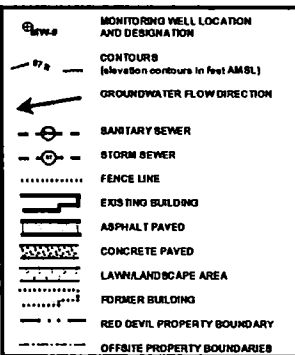 MW-8 MONITORING WELL LOCATION
AND DESIGNATION
CONTOURS
(elevation contours in feet AMSL)
GROUNDWATER FLOW DIRECTION
SANITARY SEWER
ST STORM SEWER
FENCE LINE
EXISTING BUILDING
ASPHALT PAVED
CONCRETE PAVED
LAWN/LANDSCAPE AREA
FORMER BUILDING
RED DEVIL PROPERTY BOUNDARY
OFFSITE PROPERTY BOUNDARIES